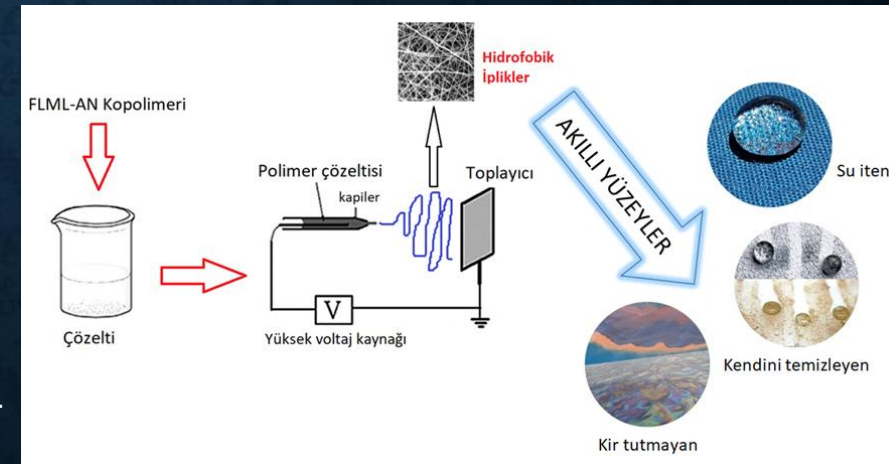 FLML-AN Kopolimeri
Çözelti
Hidrofobik
İplikler
Polimer çözeltisi
kapiler
Toplayıcı
V
Yüksek voltaj kaynağı
AKILLI YÜZEYLER
Su iten
Kendini temizleyen
Kir tutmayan
.